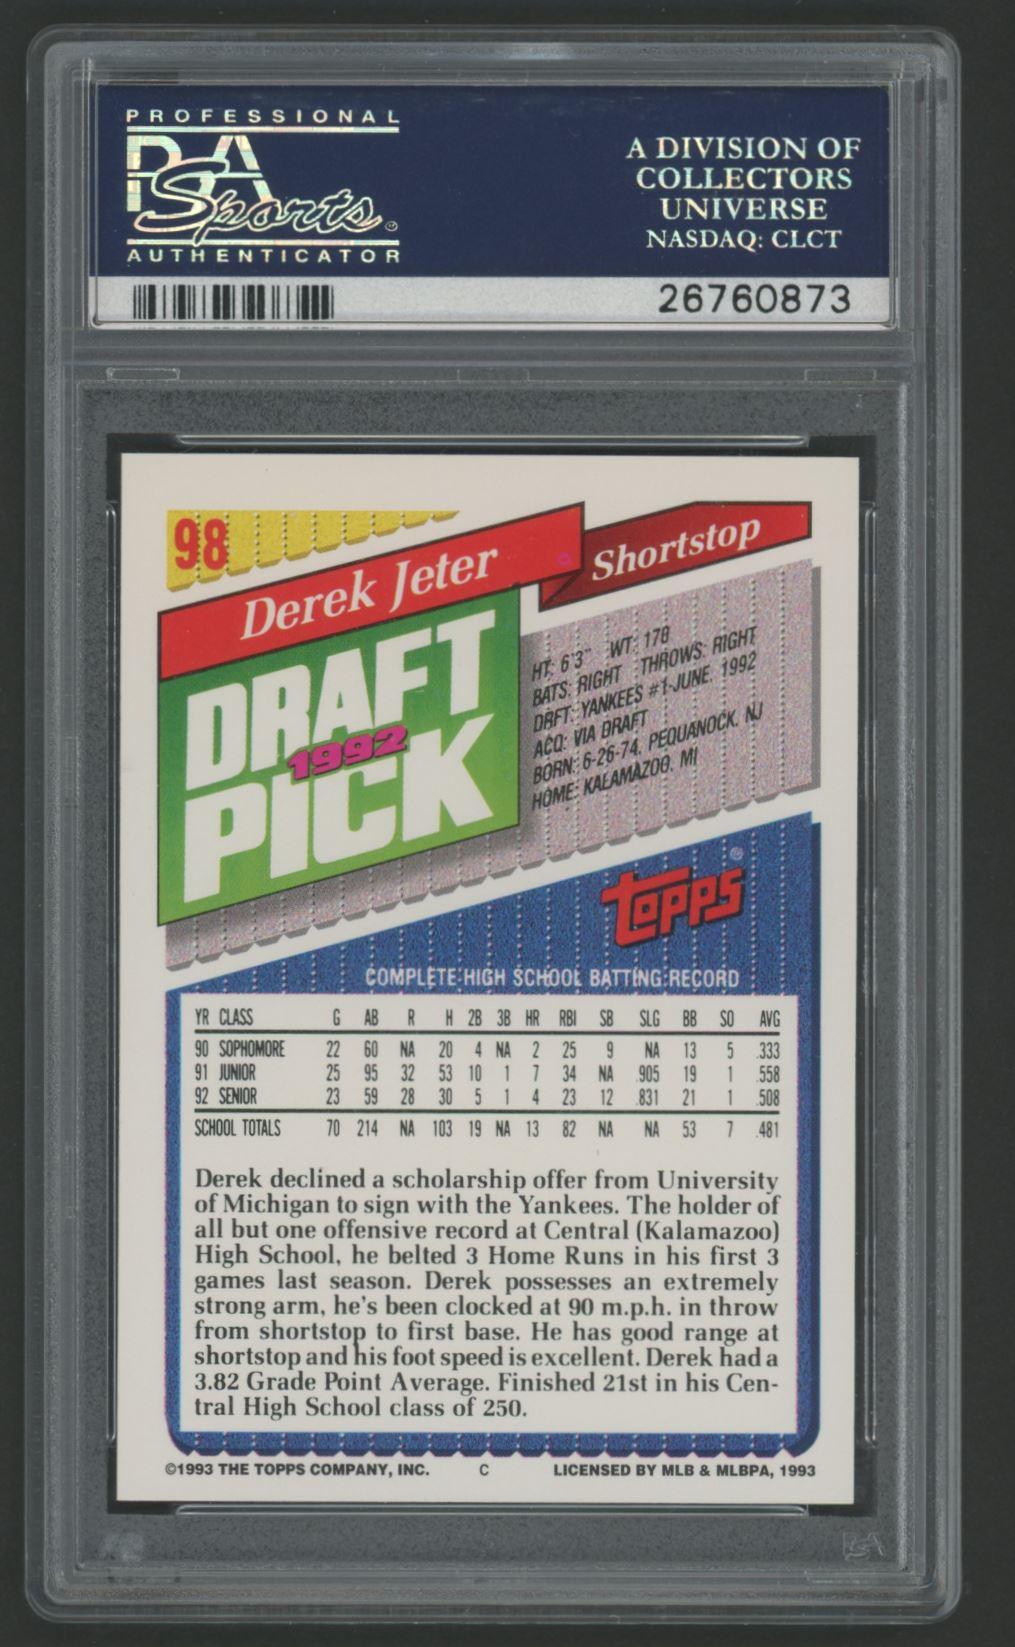 PROFESSIONAL
PSA
Sports
AUTHENTICATOR
A DIVISION OF
COLLECTORS
UNIVERSE
NASDAQ: CLCT
26760873
98
Derek Jeter
Shortstop
DRAFT
1992
PICK
HT: 6'3" WT: 178
BATS: RIGHT THROWS: RIGHT
DRFT: YANKEES #1-JUNE, 1992
ACQ: VIA DRAFT
BORN: 6-26-74, PEQUANOCK, NJ
HOME: KALAMAZOO, MI
topps®
COMPLETE HIGH SCHOOL BATTING RECORD
YR CLASS G AB R H 2B 3B HR RBI SB SLG BB SO AVG
90 SOPHOMORE 22 60 NA 20 4 NA 2 25 9 NA 13 5 .333
91 JUNIOR 25 95 32 53 10 1 7 34 NA .905 19 1 .558
92 SENIOR 23 59 28 30 5 1 4 23 12 .831 21 1 .508
SCHOOL TOTALS 70 214 NA 103 19 NA 13 82 NA NA 53 7 .481
Derek declined a scholarship offer from University
of Michigan to sign with the Yankees. The holder of
all but one offensive record at Central (Kalamazoo)
High School, he belted 3 Home Runs in his first 3
games last season. Derek possesses an extremely
strong arm, he's been clocked at 90 m.p.h. in throw
from shortstop to first base. He has good range at
shortstop and his foot speed is excellent. Derek had a
3.82 Grade Point Average. Finished 21st in his Cen-
tral High School class of 250.
©1993 THE TOPPS COMPANY, INC. C LICENSED BY MLB & MLBPA, 1993
PSA